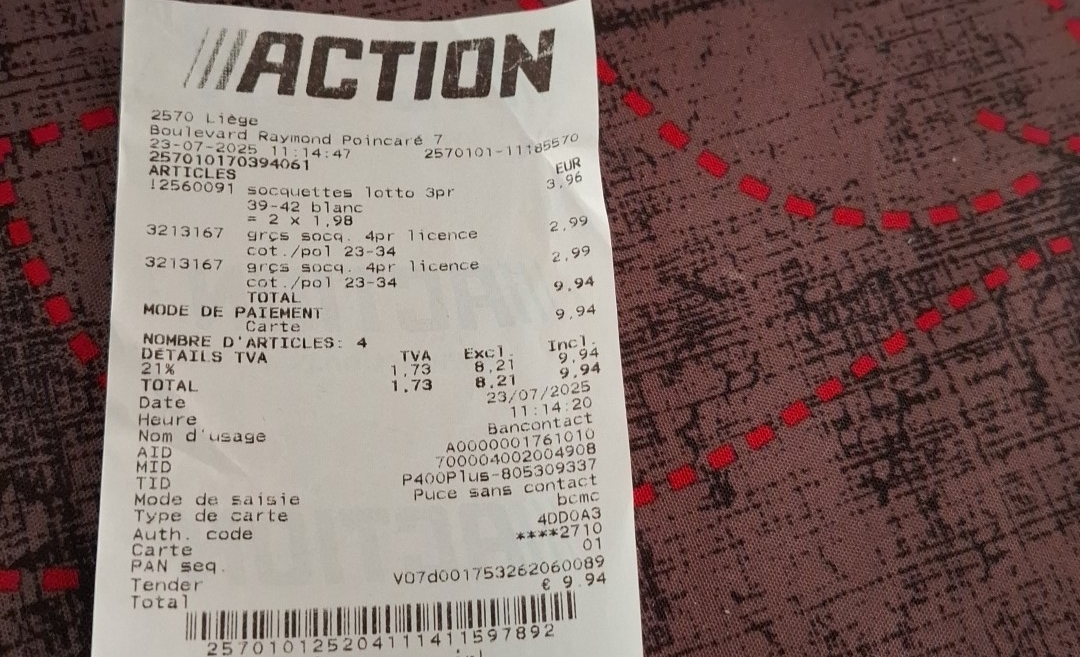 ///ACTION
2570 Liège
Boulevard Raymond Poincaré 7
23-07-2025 11:14:47 2570101-11185570
257010170394061 EUR
ARTICLES 3.96
!2560091 socquettes lotto 3pr
39-42 blanc
= 2 x 1,98 2,99
3213167 grçs socq. 4pr licence
cot./pol 23-34 2,99
3213167 grçs socq. 4pr licence
cot./pol 23-34 9,94
TOTAL
MODE DE PAIEMENT 9,94
Carte
NOMBRE D'ARTICLES: 4
DÉTAILS TVA TVA Excl. Incl.
21% 1,73 8,21 9,94
TOTAL 1,73 8,21 9,94
Date 23/07/2025
Heure 11:14:20
Nom d'usage Bancontact
AID A0000001761010
MID 700004002004908
TID P400Plus-805309337
Mode de saisie Puce sans contact
Type de carte bcmc
Auth. code 4DD0A3
Carte ****2710
PAN seq. 01
Tender V07d001753262060089
Total € 9.94
257010125204111411597892